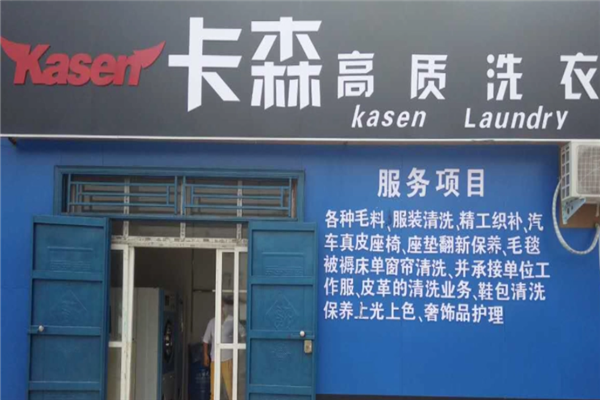 Kasen 卡森高质洗衣
kasen Laundry
服务项目
各种毛料、服装清洗、精工织补、汽
车真皮座椅、座垫翻新保养、毛毯
被褥床单窗帘清洗、并承接单位工
作服、皮革的清洗业务、鞋包清洗
保养上光上色、奢饰品护理